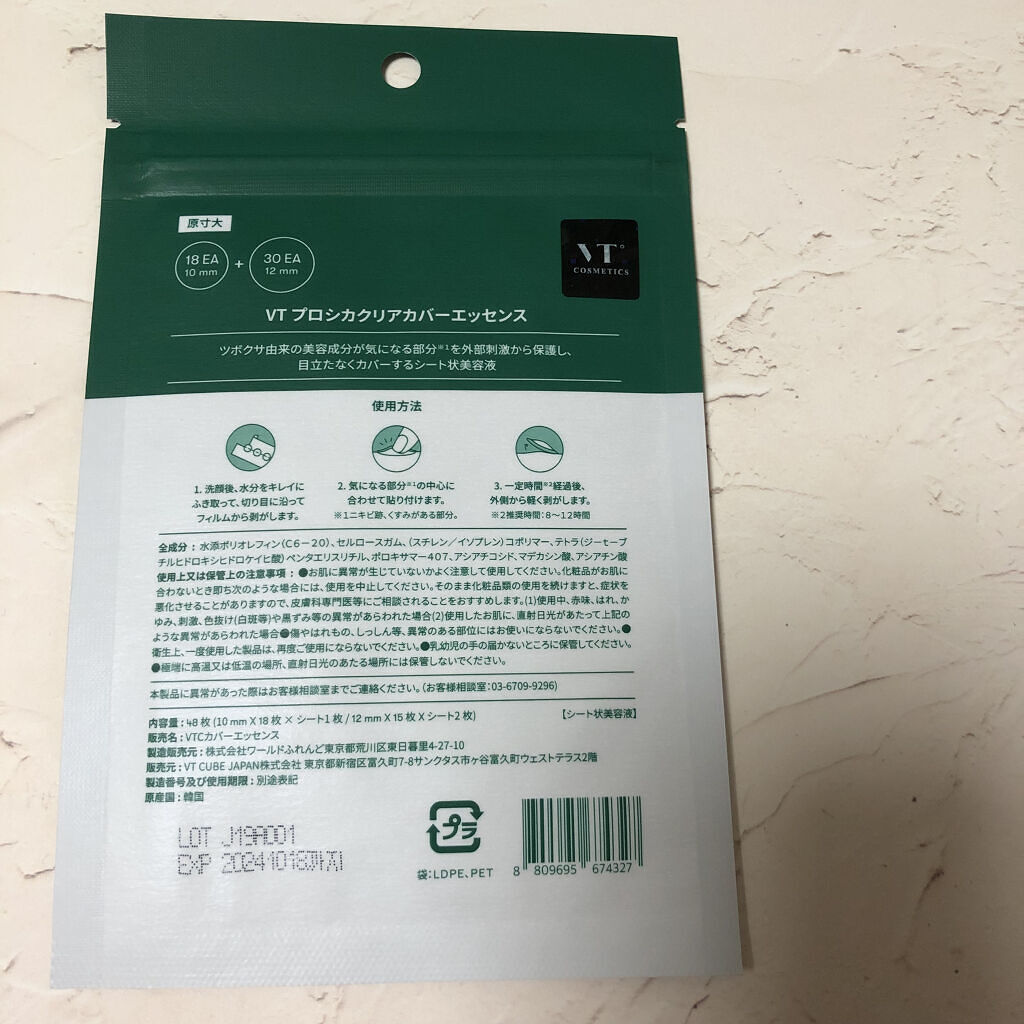 原寸大
18 EA
10 mm
+
30 EA
12 mm
VT°
COSMETICS
VT プロシカクリアカバーエッセンス
ツボクサ由来の美容成分が気になる部分※1を外部刺激から保護し、
目立たなくカバーするシート状美容液
使用方法
1. 洗顔後、水分をキレイに
ふき取って、切り目に沿って
フィルムから剥がします。
2. 気になる部分※1の中心に
合わせて貼り付けます。
※1ニキビ跡、くすみがある部分。
3. 一定時間※2経過後、
外側から軽く剥がします。
※2推奨時間：8～12時間
全成分：水添ポリオレフィン(C6－20)、セルロースガム、(スチレン／イソプレン)コポリマー、テトラ(ジーtーブ
チルヒドロキシヒドロケイヒ酸)ペンタエリスリチル、ポロキサマー407、アシアチコシド、マデカシン酸、アシアチン酸
使用上又は保管上の注意事項：●お肌に異常が生じていないかよく注意して使用してください。化粧品がお肌に
合わないとき即ち次のような場合には、使用を中止してください。そのまま化粧品類の使用を続けますと、症状を
悪化させることがありますので、皮膚科専門医等にご相談されることをおすすめします。(1)使用中、赤味、はれ、か
ゆみ、刺激、色抜け(白斑等)や黒ずみ等の異常があらわれた場合(2)使用したお肌に、直射日光があたって上記の
ような異常があらわれた場合●傷やはれもの、しっしん等、異常のある部位にはお使いにならないでください。●
衛生上、一度使用した製品は、再度ご使用にならないでください。●乳幼児の手の届かないところに保管してください。
●極端に高温又は低温の場所、直射日光のあたる場所には保管しないでください。
本製品に異常があった際はお客様相談室までご連絡ください。(お客様相談室:03-6709-9296)
内容量：48 枚 (10 mm X 18 枚 × シート1 枚 / 12 mm X 15 枚 X シート2 枚)
【シート状美容液】
販売名：VTCカバーエッセンス
製造販売元：株式会社ワールドふれんど東京都荒川区東日暮里4-27-10
販売元：VT CUBE JAPAN株式会社 東京都新宿区富久町7-8サンクタス市ヶ谷富久町ウェストテラス2階
製造番号及び使用期限：別途表記
原産国：韓国
LOT J19A001
EXP 20241018까지
プラ
袋：LDPE、PET
8 809695 674327